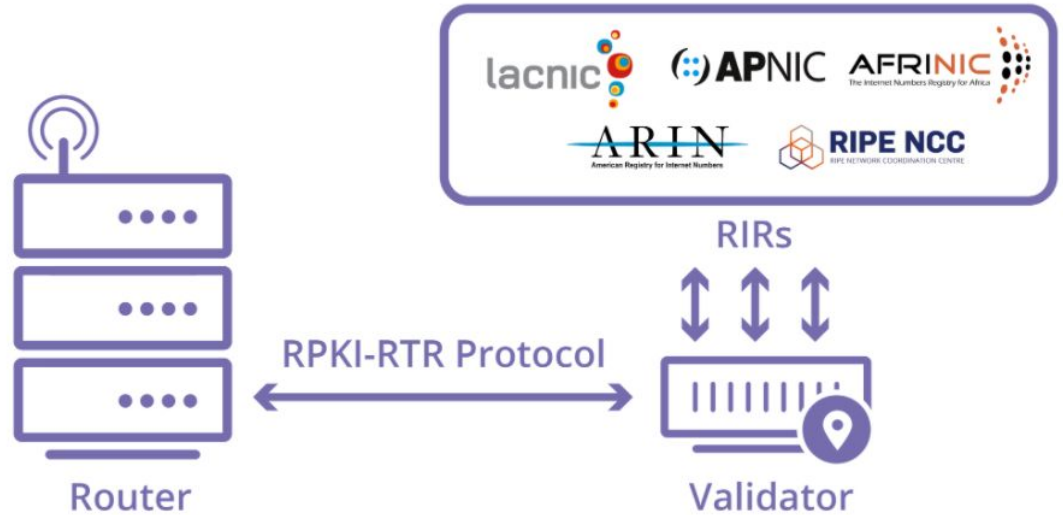 lacnic
APNIC
AFRINIC
The Internet Numbers Registry for Africa
ARIN
American Registry for Internet Numbers
RIPE NCC
RIPE NETWORK COORDINATION CENTRE
RIRs
RPKI-RTR Protocol
Router
Validator